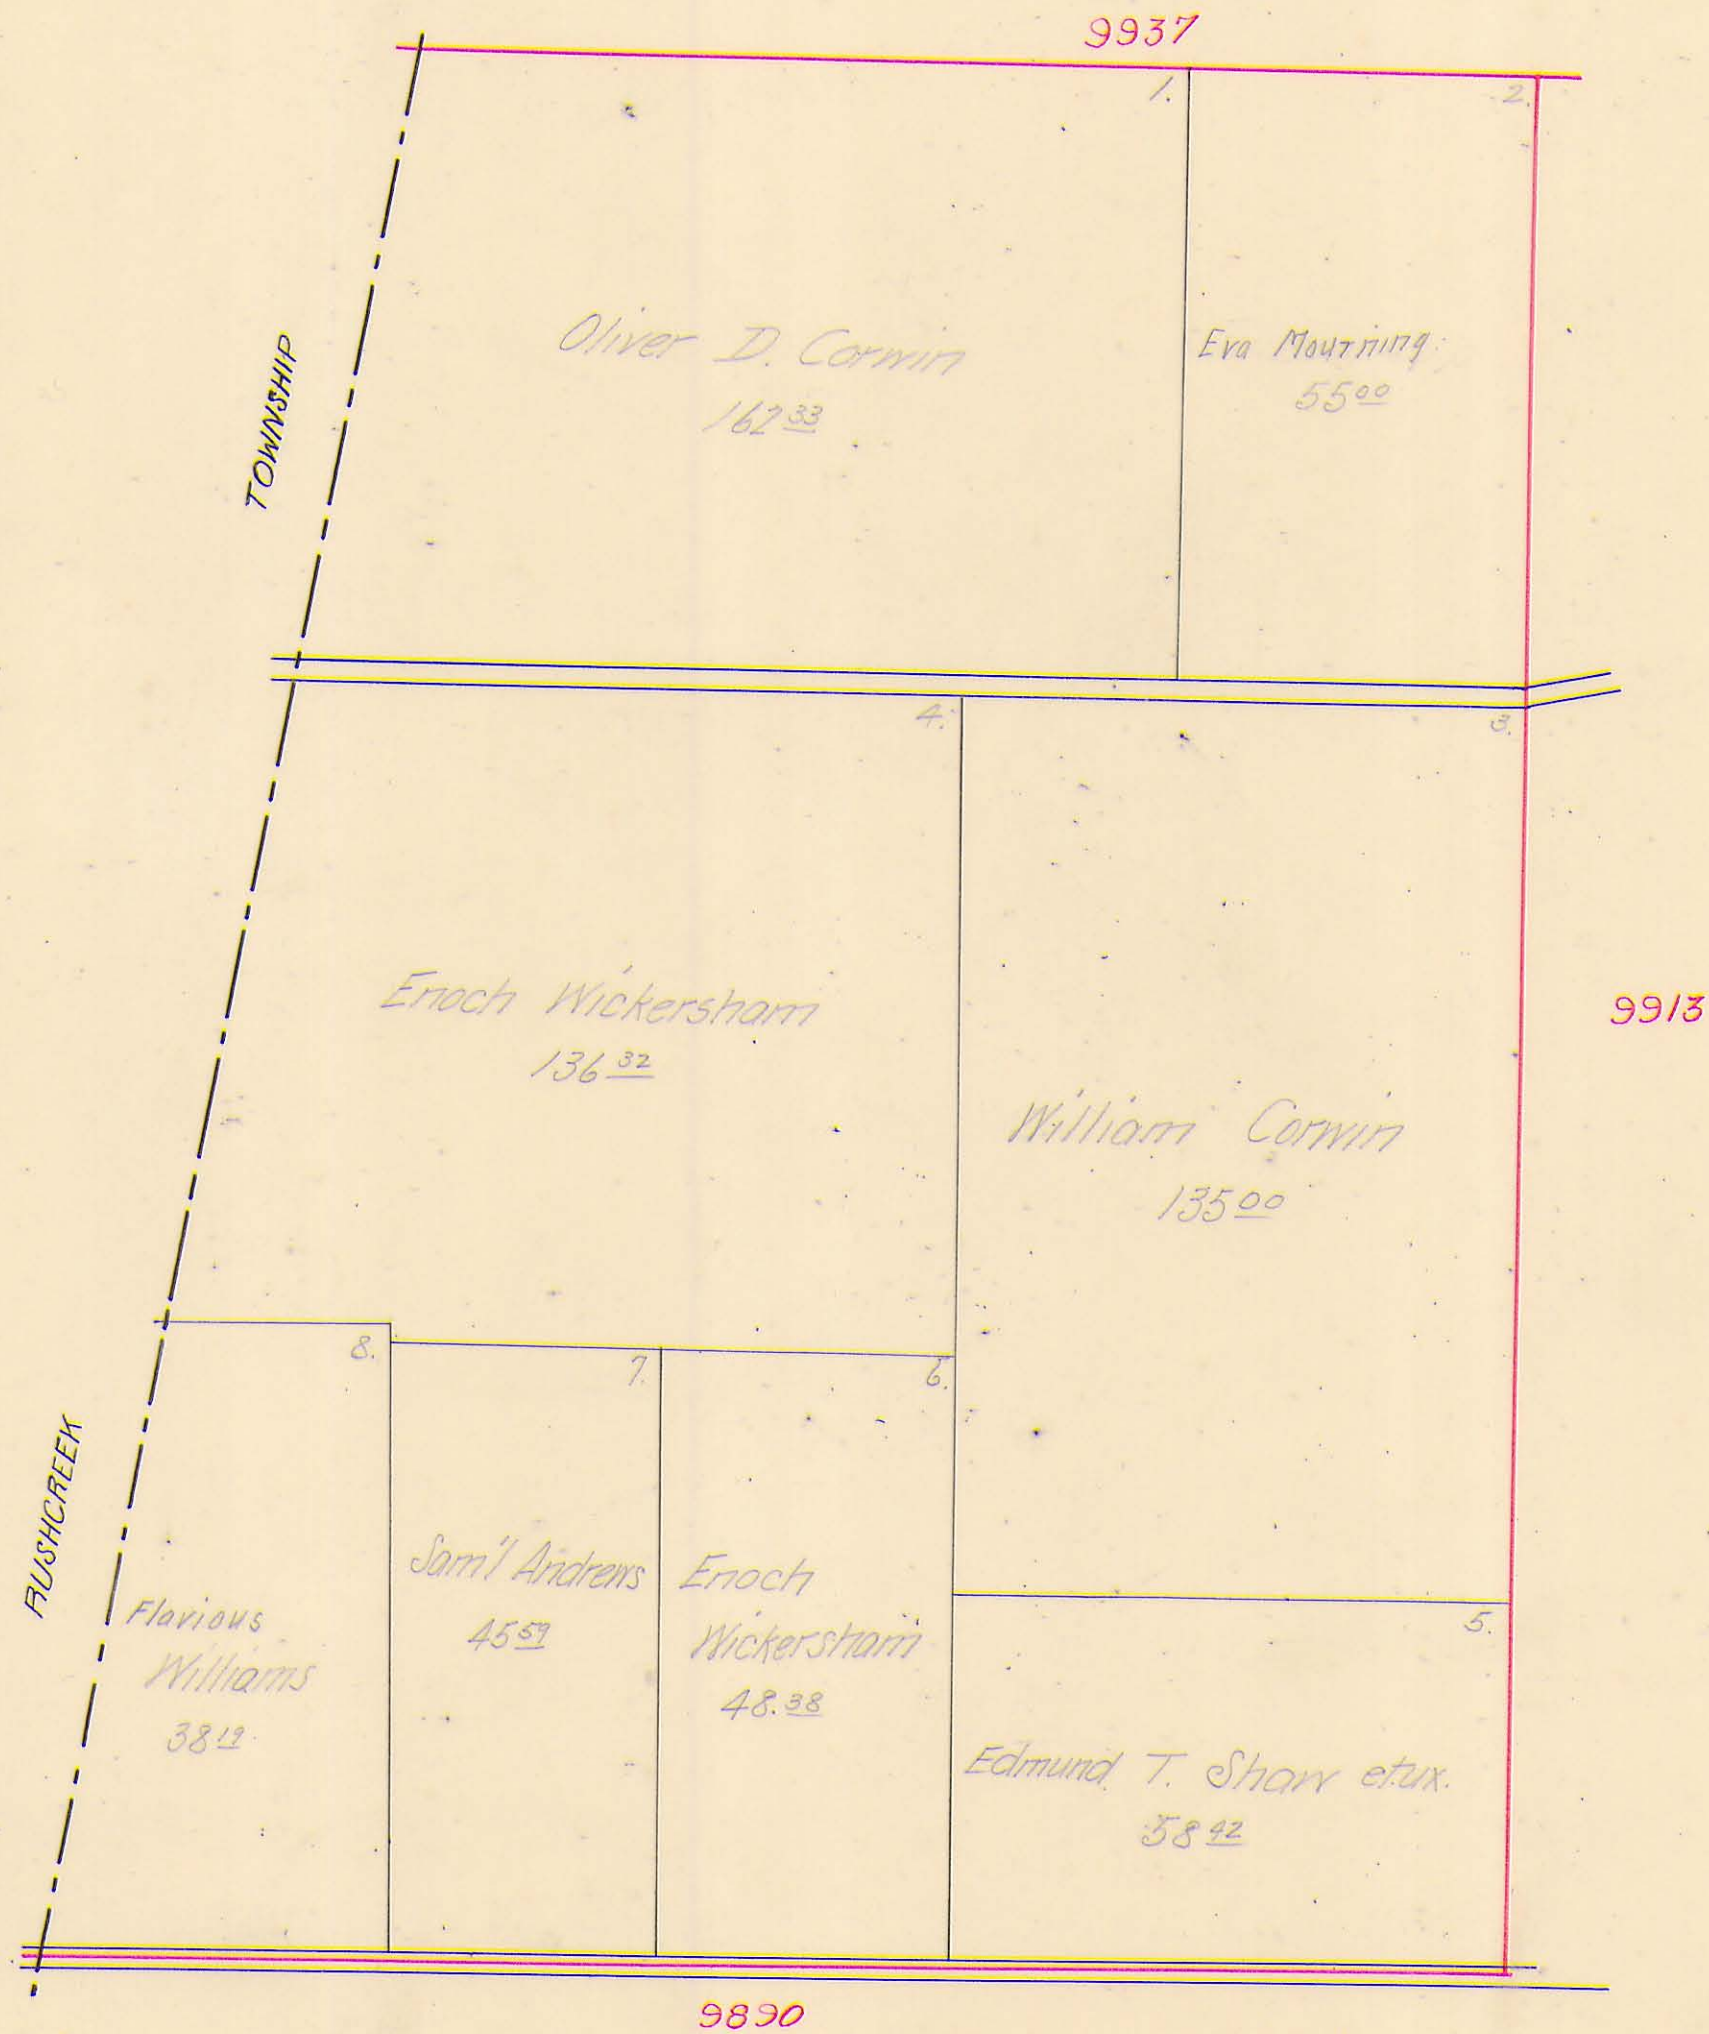 9937
1.
2.
TOWNSHIP
Oliver D. Corwin
162 33
Eva Mourning
55 00
4.
3.
Enoch Wickersham
136 32
9913
William Corwin
135 00
8.
7.
6.
RUSHCREEK
Sam'l Andrews
45 59
Enoch
Wickersham
48.38
Flavious
Williams
38 19
5.
Edmund T. Shaw et.ux.
58 42
9890